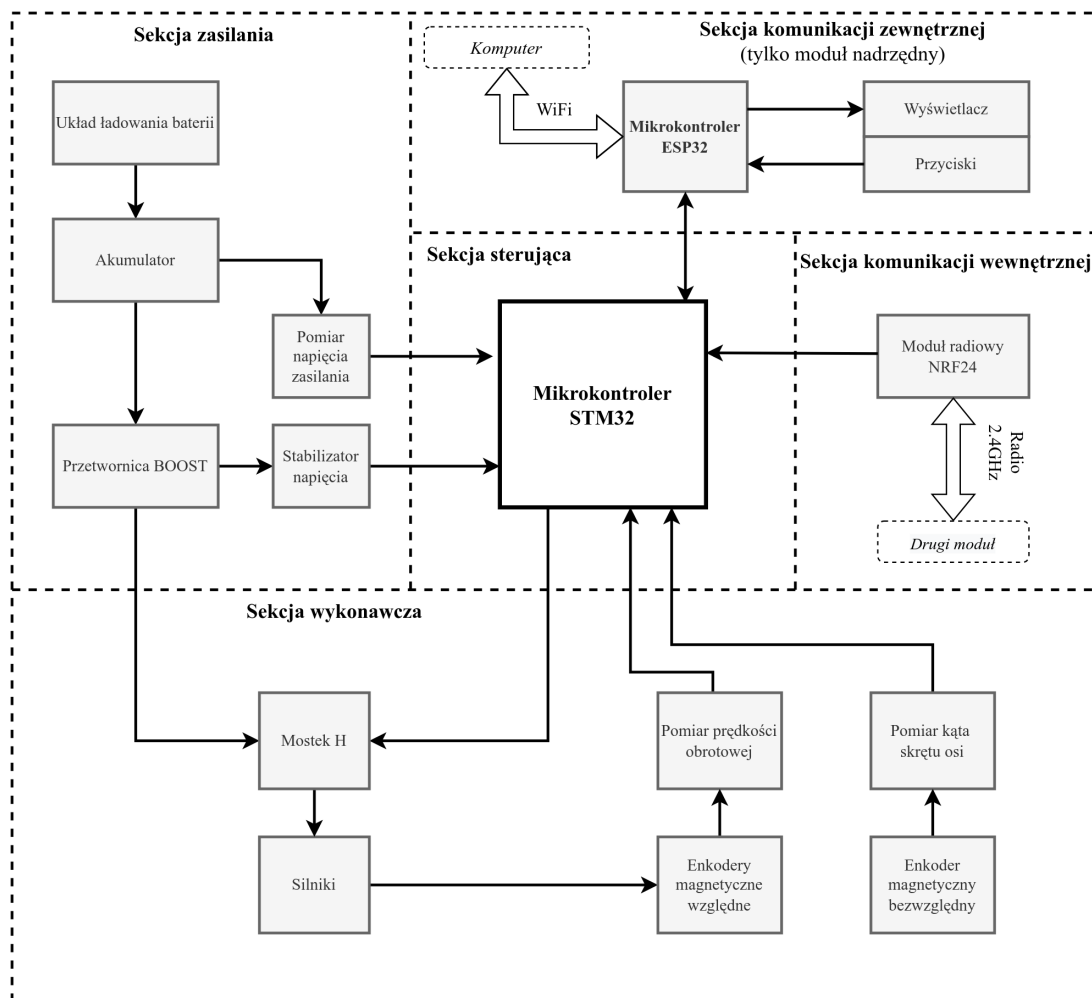 Sekcja zasilania
Układ ładowania baterii
Akumulator
Pomiar
napięcia
zasilania
Przetwornica BOOST
Stabilizator
napięcia
Sekcja komunikacji zewnętrznej
(tylko moduł nadrzędny)
Komputer
WiFi
Mikrokontroler
ESP32
Wyświetlacz
Przyciski
Sekcja sterująca
Mikrokontroler
STM32
Sekcja komunikacji wewnętrznej
Moduł radiowy
NRF24
Radio
2.4GHz
Drugi moduł
Sekcja wykonawcza
Mostek H
Silniki
Pomiar prędkości
obrotowej
Enkodery
magnetyczne
względne
Pomiar kąta
skrętu osi
Enkoder
magnetyczny
bezwzględny